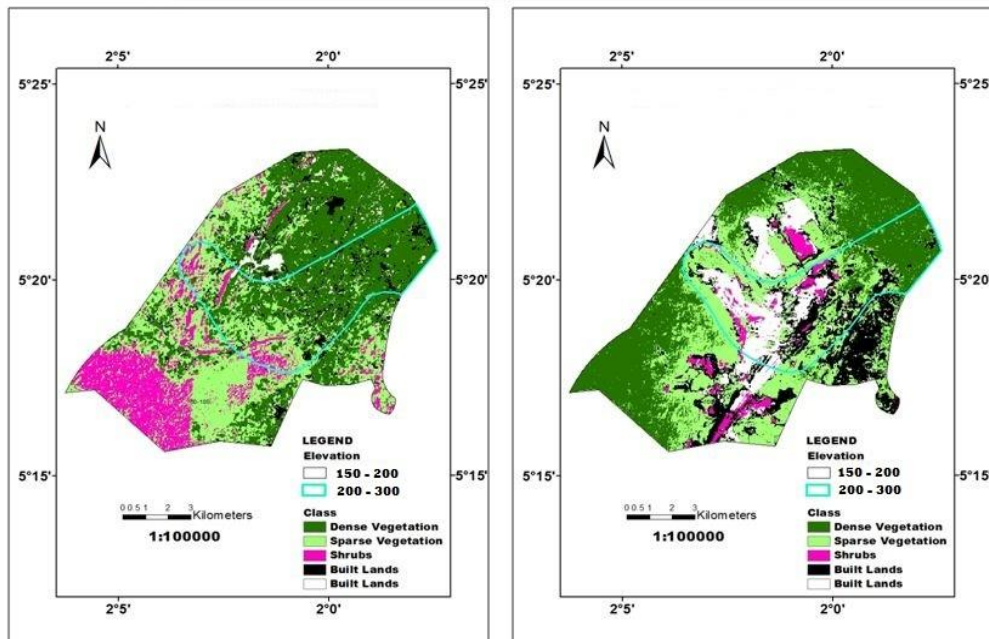 2°5' 2°0'
5°25' 5°25'
N
5°20' 5°20'
5°15' 5°15'
LEGEND
Elevation
150 - 200
200 - 300
0 0.5 1 2 3
Kilometers
1:100000
Class
Dense Vegetation
Sparse Vegetation
Shrubs
Built Lands
Built Lands
2°5' 2°0'
2°5' 2°0'
5°25' 5°25'
N
5°20' 5°20'
5°15' 5°15'
LEGEND
Elevation
150 - 200
200 - 300
0 0.5 1 2 3
Kilometers
1:100000
Class
Dense Vegetation
Sparse Vegetation
Shrubs
Built Lands
Built Lands
2°5' 2°0'